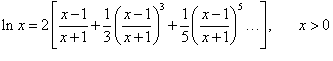 ln x = 2[ (x-1)/(x+1) + 1/3((x-1)/(x+1))^3 + 1/5((x-1)/(x+1))^5 ... ], x > 0